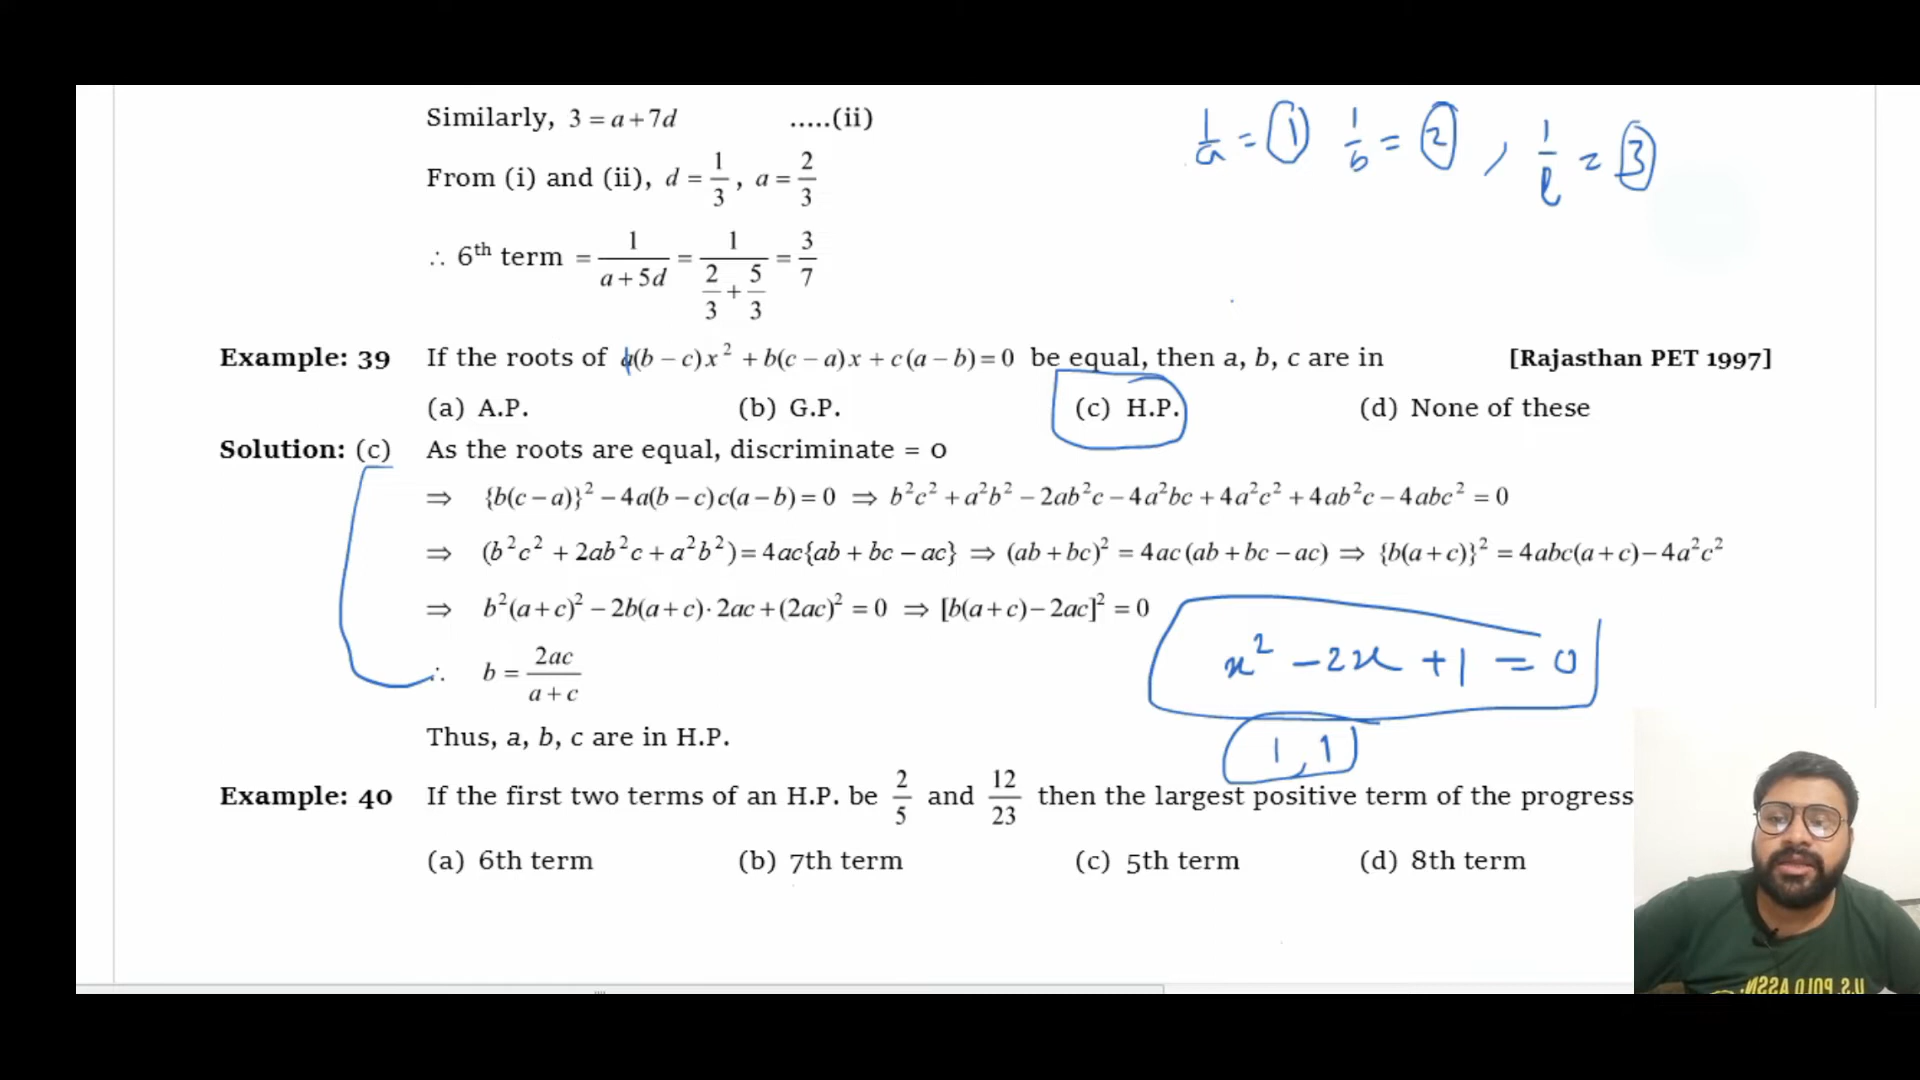 Similarly, 3 = a + 7d .....(ii)
1/a = 1 1/b = 2 , 1/l = 3
From (i) and (ii), d = 1/3 , a = 2/3
∴ 6th term = 1/(a + 5d) = 1/(2/3 + 5/3) = 3/7
Example: 39 If the roots of a(b − c)x² + b(c − a)x + c(a − b) = 0 be equal, then a, b, c are in [Rajasthan PET 1997]
(a) A.P. (b) G.P. (c) H.P. (d) None of these
Solution: (c) As the roots are equal, discriminate = 0
⇒ {b(c − a)}² − 4a(b − c)c(a − b) = 0 ⇒ b²c² + a²b² − 2ab²c − 4a²bc + 4a²c² + 4ab²c − 4abc² = 0
⇒ (b²c² + 2ab²c + a²b²) = 4ac{ab + bc − ac} ⇒ (ab + bc)² = 4ac(ab + bc − ac) ⇒ {b(a + c)}² = 4abc(a + c) − 4a²c²
⇒ b²(a + c)² − 2b(a + c)·2ac + (2ac)² = 0 ⇒ [b(a + c) − 2ac]² = 0
x² − 2x + 1 = 0
∴ b = 2ac/(a + c)
Thus, a, b, c are in H.P.
1, 1
Example: 40 If the first two terms of an H.P. be 2/5 and 12/23 then the largest positive term of the progress
(a) 6th term (b) 7th term (c) 5th term (d) 8th term
U.S. POLO ASSN.